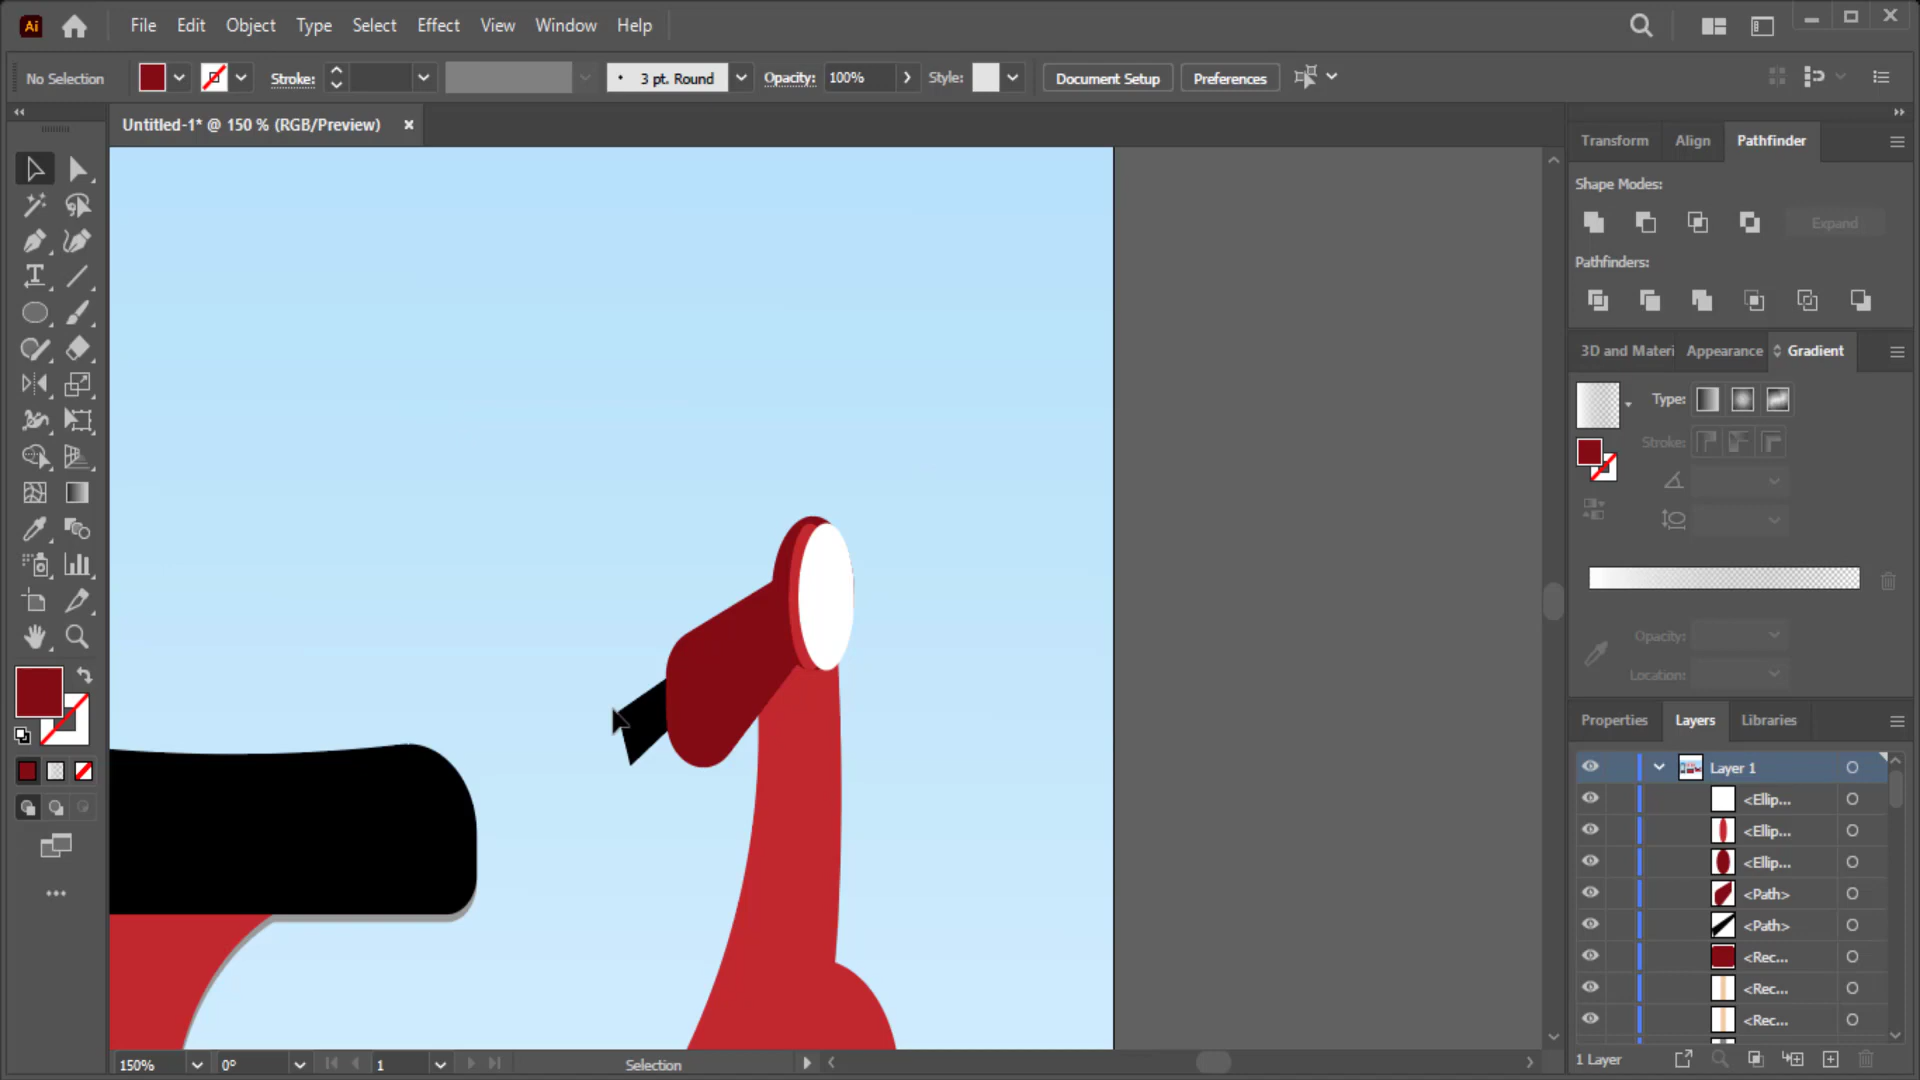 Ai File Edit Object Type Select Effect View Window Help
No Selection Stroke: 3 pt. Round Opacity: 100% Style: Document Setup Preferences
Untitled-1* @ 150 % (RGB/Preview)
Transform Align Pathfinder
Shape Modes:
Expand
Pathfinders:
3D and Materi Appearance Gradient
Type:
Stroke:
Opacity:
Location:
Properties Layers Libraries
Layer 1
<Ellip...
<Ellip...
<Ellip...
<Path>
<Path>
<Rec...
<Rec...
<Rec...
150% 0° 1 Selection
1 Layer